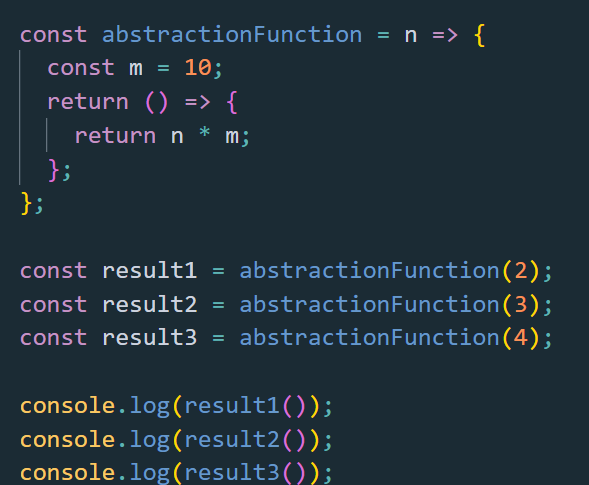 const abstractionFunction = n => {
const m = 10;
return () => {
return n * m;
};
};
const result1 = abstractionFunction(2);
const result2 = abstractionFunction(3);
const result3 = abstractionFunction(4);
console.log(result1());
console.log(result2());
console.log(result3());